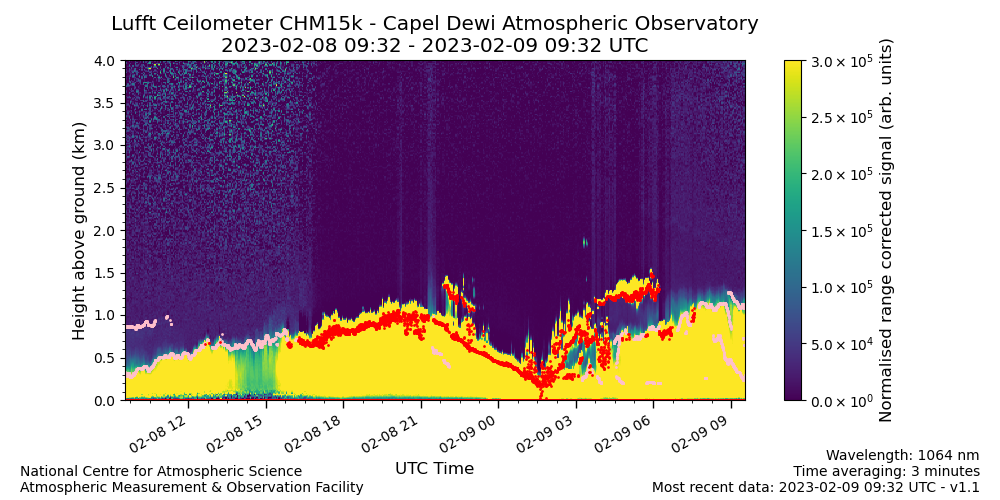 Lufft Ceilometer CHM15k - Capel Dewi Atmospheric Observatory
2023-02-08 09:32 - 2023-02-09 09:32 UTC
Height above ground (km)
4.0
3.5
3.0
2.5
2.0
1.5
1.0
0.5
0.0
02-08 12
02-08 15
02-08 18
02-08 21
02-09 00
02-09 03
02-09 06
02-09 09
UTC Time
3.0 × 10⁵
2.5 × 10⁵
2.0 × 10⁵
1.5 × 10⁵
1.0 × 10⁵
5.0 × 10⁴
0.0 × 10⁰
Normalised range corrected signal (arb. units)
National Centre for Atmospheric Science
Atmospheric Measurement & Observation Facility
Wavelength: 1064 nm
Time averaging: 3 minutes
Most recent data: 2023-02-09 09:32 UTC - v1.1